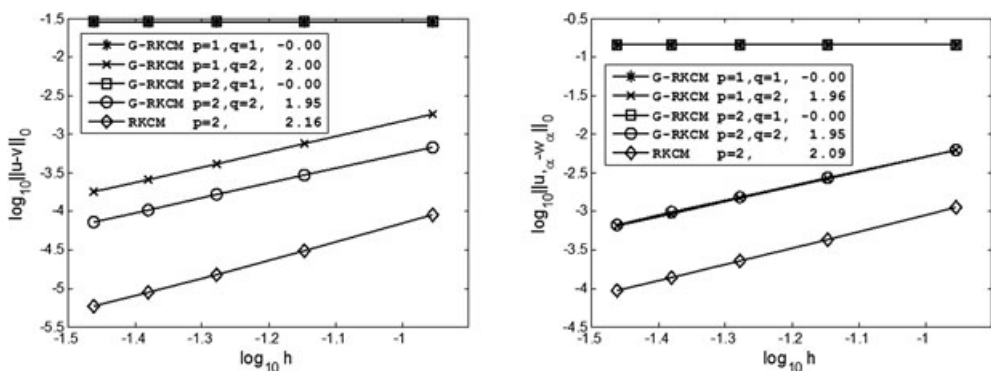 -1.5
-2
-2.5
-3
-3.5
-4
-4.5
-5
-5.5
log10||u-v||0
G-RKCM p=1,q=1, -0.00
G-RKCM p=1,q=2, 2.00
G-RKCM p=2,q=1, -0.00
G-RKCM p=2,q=2, 1.95
RKCM p=2, 2.16
-1.5 -1.4 -1.3 -1.2 -1.1 -1
log10 h
-0.5
-1
-1.5
-2
-2.5
-3
-3.5
-4
-4.5
log10||u,α-wα||0
G-RKCM p=1,q=1, -0.00
G-RKCM p=1,q=2, 1.96
G-RKCM p=2,q=1, -0.00
G-RKCM p=2,q=2, 1.95
RKCM p=2, 2.09
-1.5 -1.4 -1.3 -1.2 -1.1 -1
log10 h